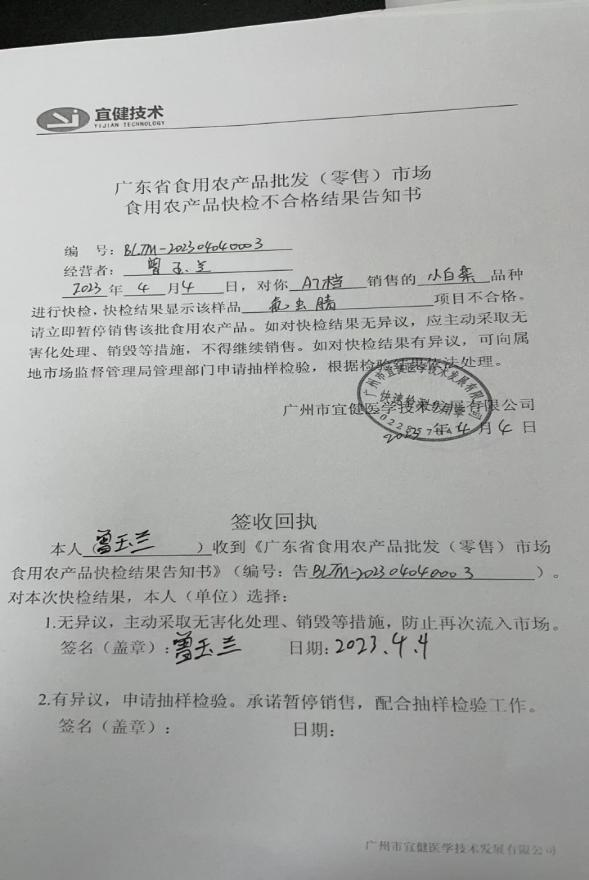 宜健技术
YIJIAN TECHNOLOGY
广东省食用农产品批发（零售）市场
食用农产品快检不合格结果告知书
编 号：BLTM-202304040003
经营者：曾玉兰
2023 年 4 月 4 日，对你 A7档 销售的 小白菜 品种
进行快检，快检结果显示该样品 氟虫腈 项目不合格。
请立即暂停销售该批食用农产品。如对快检结果无异议，应主动采取无
害化处理、销毁等措施，不得继续销售。如对快检结果有异议，可向属
地市场监督管理局管理部门申请抽样检验，根据检验结果依法处理。
广州市宜健医学技术发展有限公司
2023 年 4 月 4 日
签收回执
本人 曾玉兰 ）收到《广东省食用农产品批发（零售）市场
食用农产品快检结果告知书》（编号：告 BLTM-202304040003 ）。
对本次快检结果，本人（单位）选择：
1.无异议，主动采取无害化处理、销毁等措施，防止再次流入市场。
签名（盖章）：曾玉兰 日期：2023.4.4
2.有异议，申请抽样检验。承诺暂停销售，配合抽样检验工作。
签名（盖章）： 日期：
广州市宜健医学技术发展有限公司